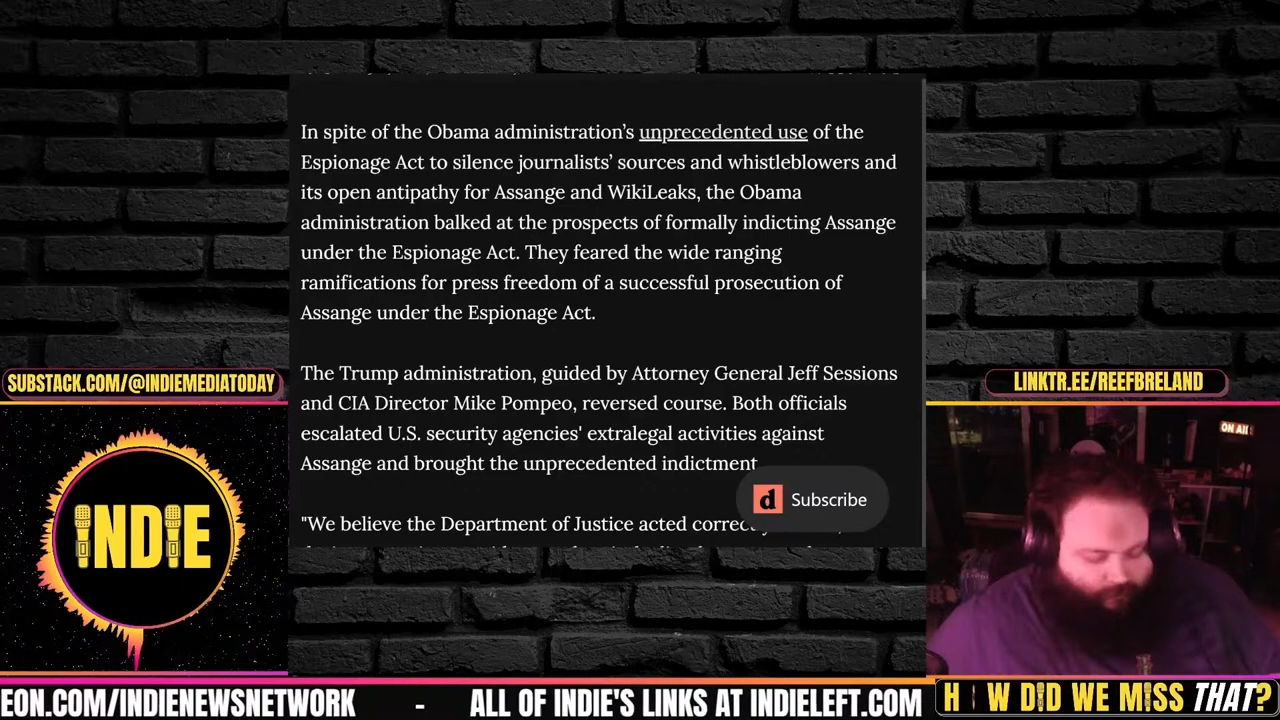 In spite of the Obama administration’s unprecedented use of the
Espionage Act to silence journalists’ sources and whistleblowers and
its open antipathy for Assange and WikiLeaks, the Obama
administration balked at the prospects of formally indicting Assange
under the Espionage Act. They feared the wide ranging
ramifications for press freedom of a successful prosecution of
Assange under the Espionage Act.
The Trump administration, guided by Attorney General Jeff Sessions
and CIA Director Mike Pompeo, reversed course. Both officials
escalated U.S. security agencies' extralegal activities against
Assange and brought the unprecedented indictment
d Subscribe
"We believe the Department of Justice acted
SUBSTACK.COM/@INDIEMEDIATODAY
LINKTR.EE/REEFBRELAND
INDIE
ON AIR
EON.COM/INDIENEWSNETWORK - ALL OF INDIE'S LINKS AT INDIELEFT.COM
HOW DID WE MISS THAT?